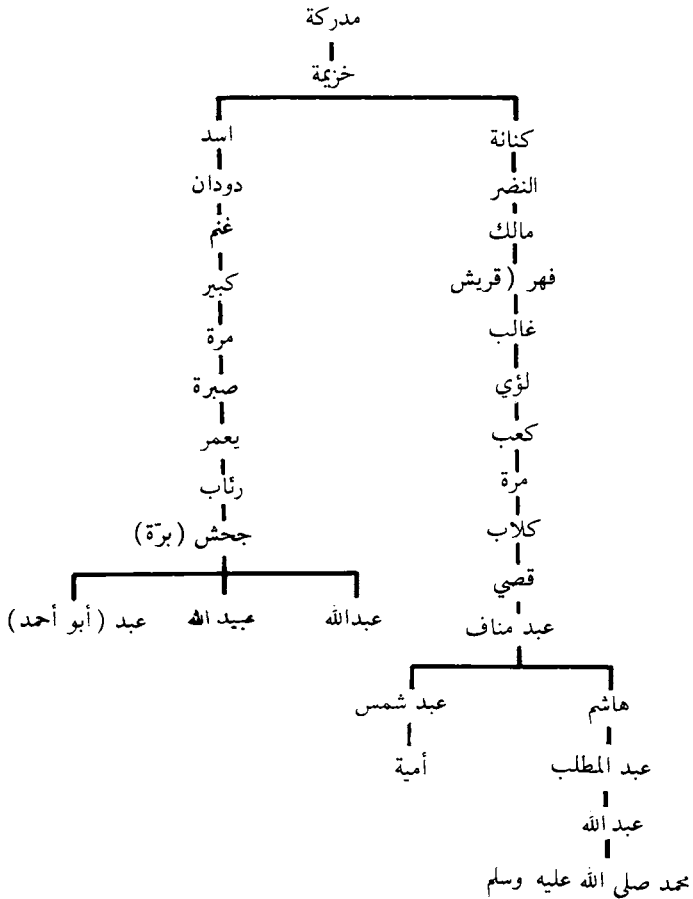 مدركة
خزيمة
كنانة
النضر
مالك
فهر (قريش
غالب
لؤي
كعب
مرة
كلاب
قصي
عبد مناف
هاشم
عبد المطلب
عبد الله
محمد صلى الله عليه وسلم
عبد شمس
أمية
اسد
دودان
غنم
كبير
مرة
صبرة
يعمر
رئاب
جحش (برّة)
عبدالله
عبيد الله
عبد (أبو أحمد)